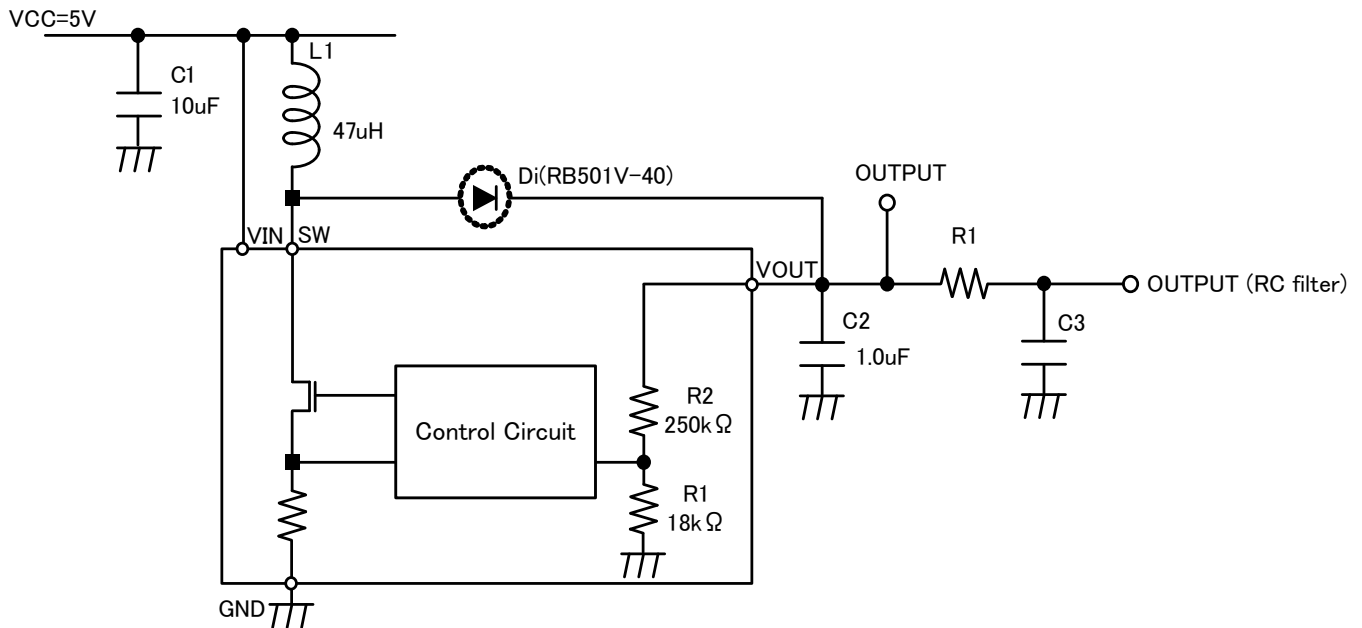 VCC=5V
L1
C1
10uF
47uH
Di(RB501V-40)
OUTPUT
VIN
SW
R1
VOUT
OUTPUT (RC filter)
C2
1.0uF
C3
R2
250kΩ
Control Circuit
R1
18kΩ
GND